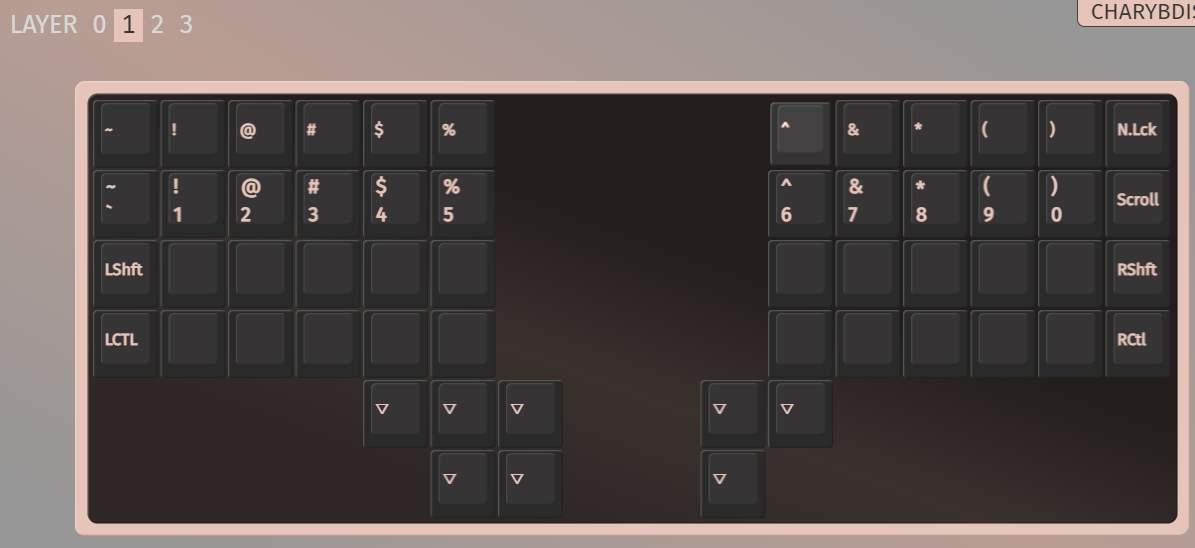 LAYER 0 1 2 3
~ ! @ # $ % ^ & * ( ) N.Lck
~ ! @ # $ % ^ & * ( )
` 1 2 3 4 5 6 7 8 9 0 Scroll
LShft RShft
LCTL RCtl
▽ ▽ ▽ ▽ ▽
▽ ▽ ▽